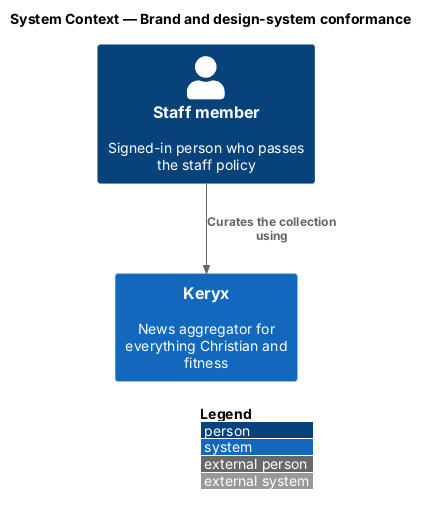 System Context — Brand and design-system conformance
Staff member
Signed-in person who passes
the staff policy
Curates the collection
using
Keryx
News aggregator for
everything Christian and
fitness
Legend
person
system
external person
external system